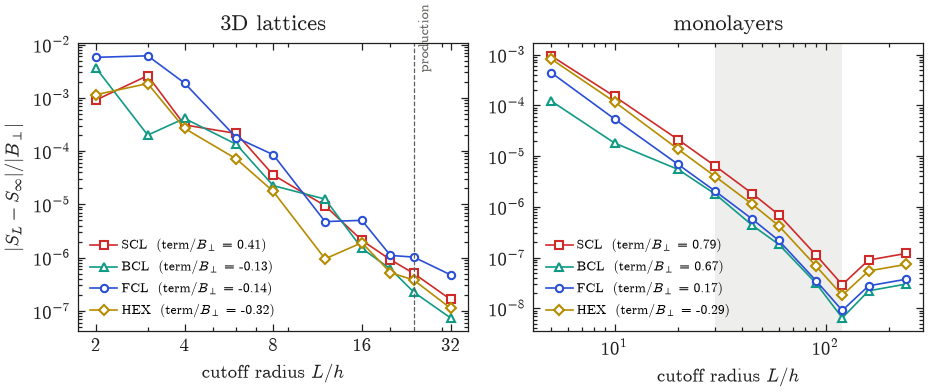 3D lattices
production
10⁻²
10⁻³
10⁻⁴
10⁻⁵
10⁻⁶
10⁻⁷
|S_L − S_∞|/|B_⊥|
SCL (term/B_⊥ = 0.41)
BCL (term/B_⊥ = -0.13)
FCL (term/B_⊥ = -0.14)
HEX (term/B_⊥ = -0.32)
2 4 8 16 32
cutoff radius L/h
monolayers
10⁻³
10⁻⁴
10⁻⁵
10⁻⁶
10⁻⁷
10⁻⁸
SCL (term/B_⊥ = 0.79)
BCL (term/B_⊥ = 0.67)
FCL (term/B_⊥ = 0.17)
HEX (term/B_⊥ = -0.29)
10¹ 10²
cutoff radius L/h